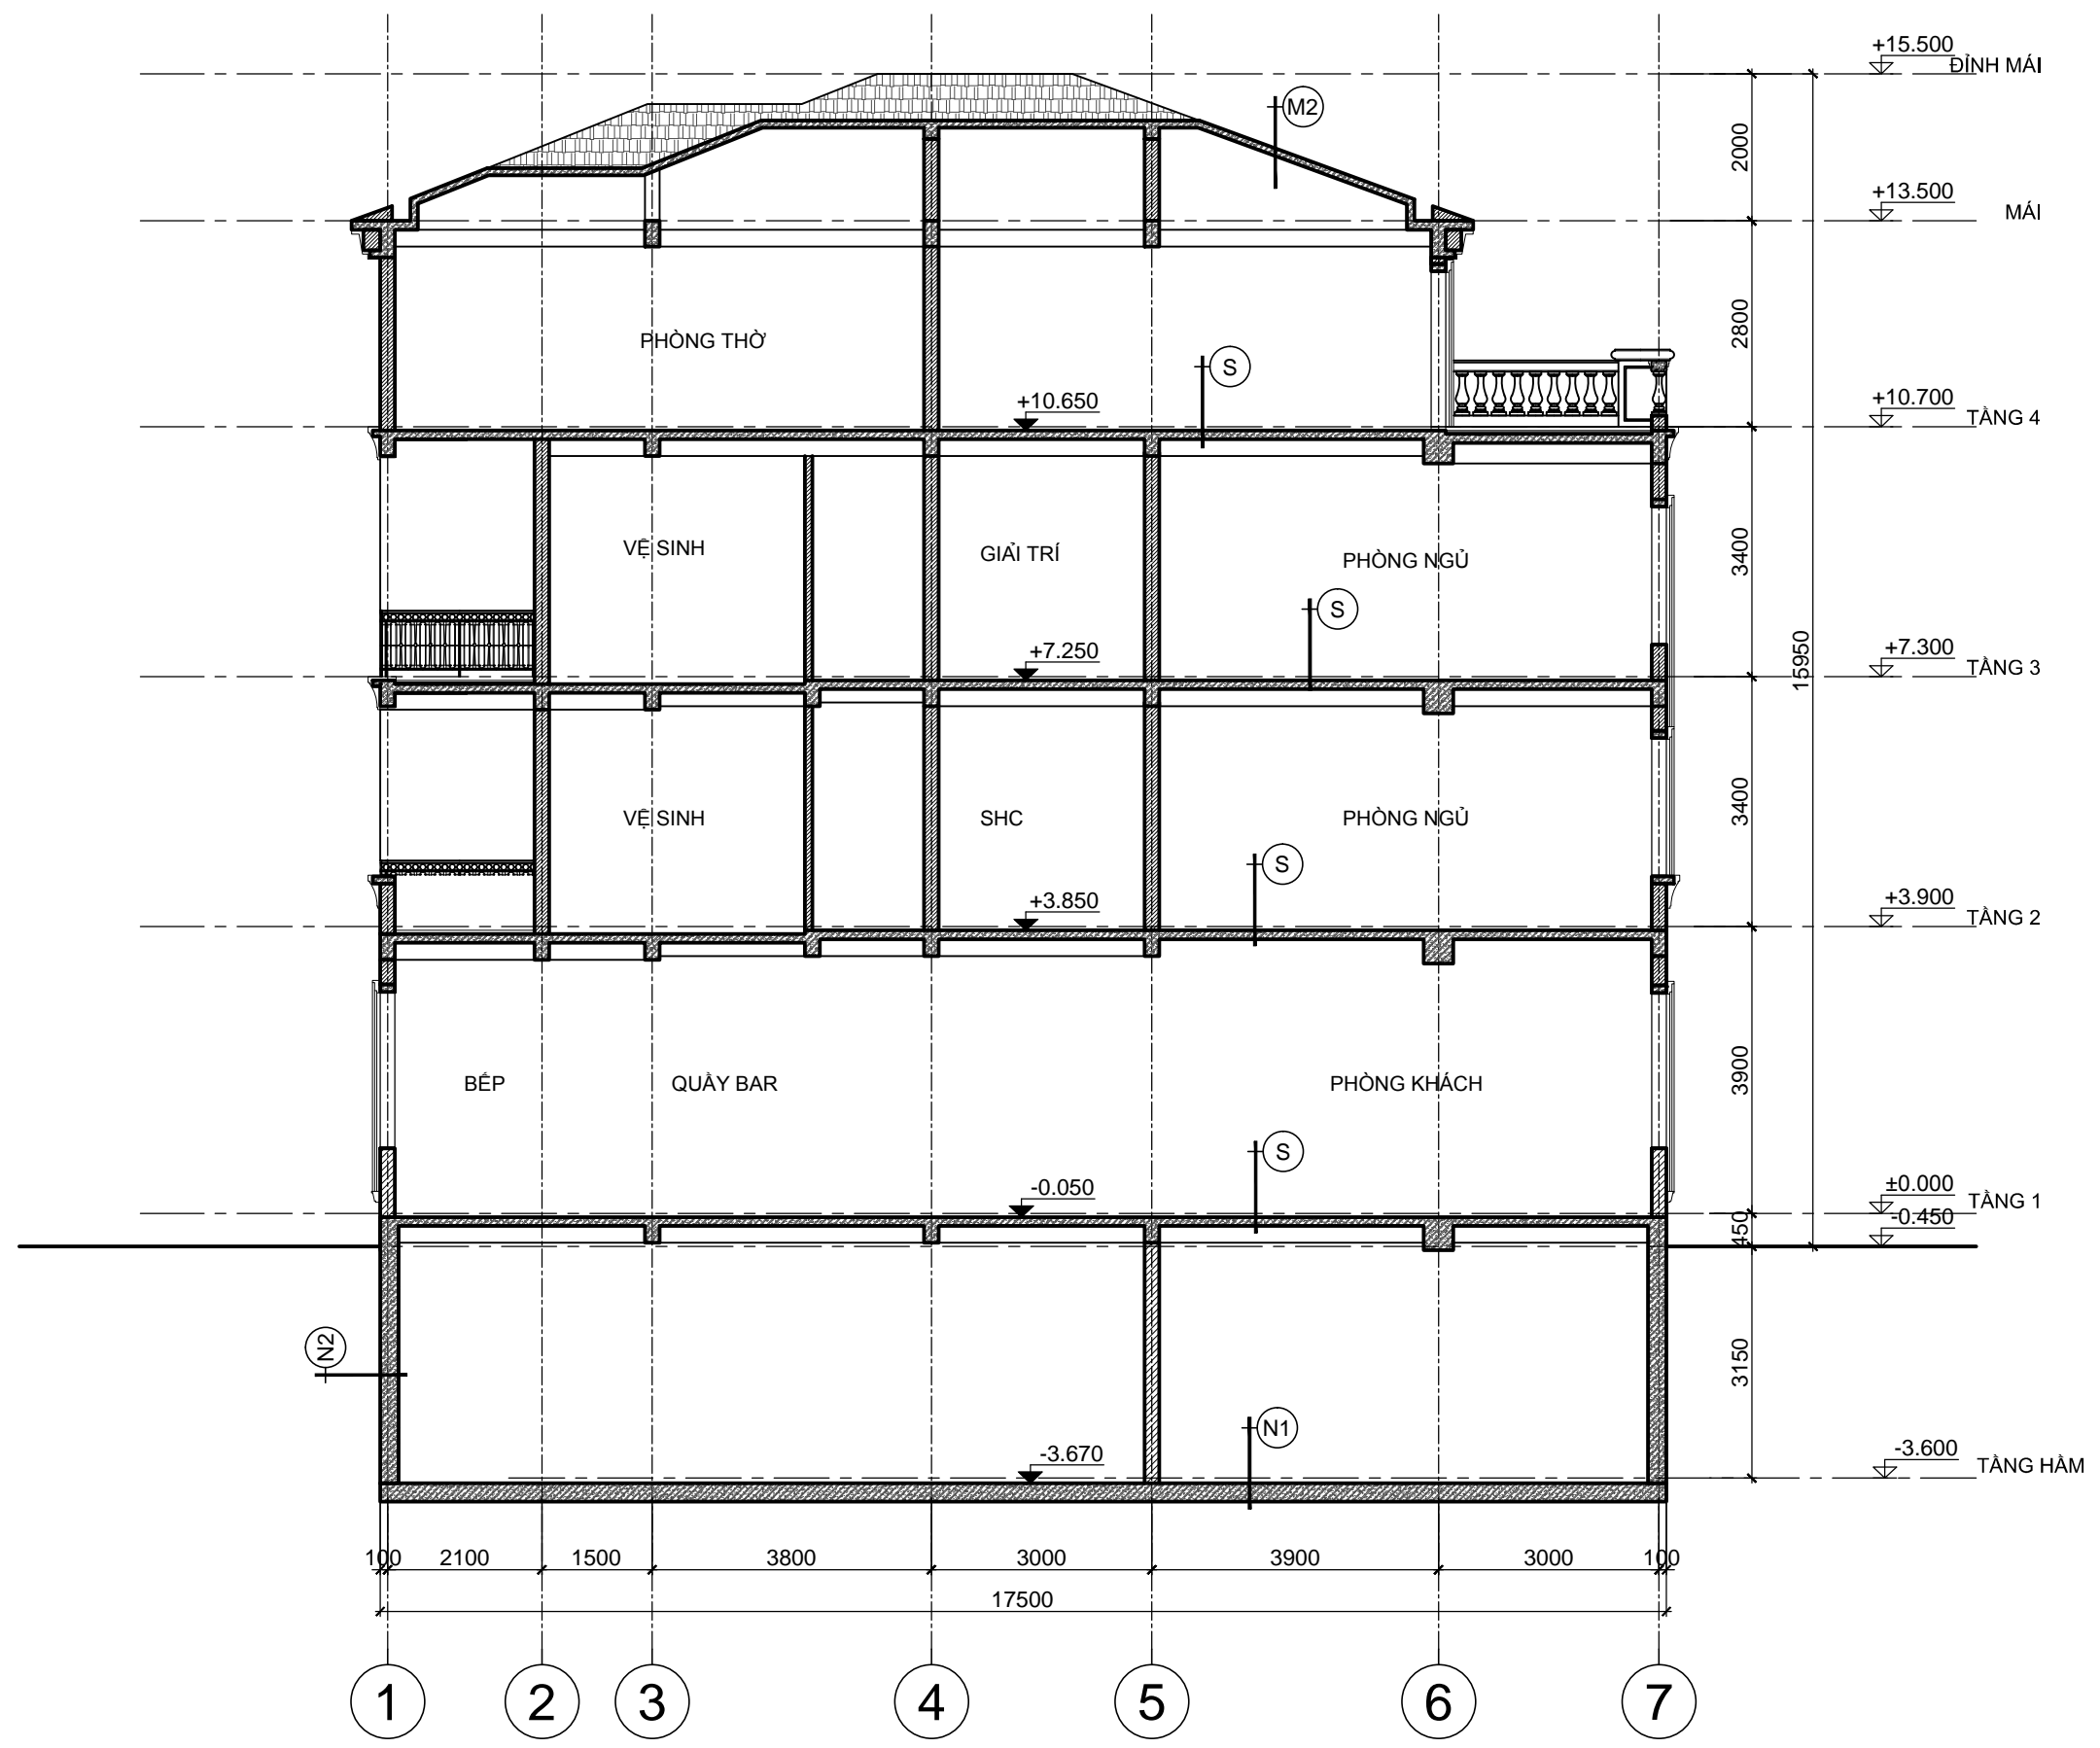 +15.500
ĐỈNH MÁI
M2
2000
+13.500
MÁI
2800
PHÒNG THỜ
S
+10.650
+10.700
TẦNG 4
VỆ SINH
GIẢI TRÍ
PHÒNG NGỦ
3400
S
+7.250
+7.300
TẦNG 3
15950
VỆ SINH
SHC
PHÒNG NGỦ
3400
S
+3.850
+3.900
TẦNG 2
BẾP
QUẦY BAR
PHÒNG KHÁCH
3900
S
-0.050
±0.000
TẦNG 1
450
-0.450
N2
3150
N1
-3.670
-3.600
TẦNG HẦM
100 2100 1500 3800 3000 3900 3000 100
17500
1 2 3 4 5 6 7